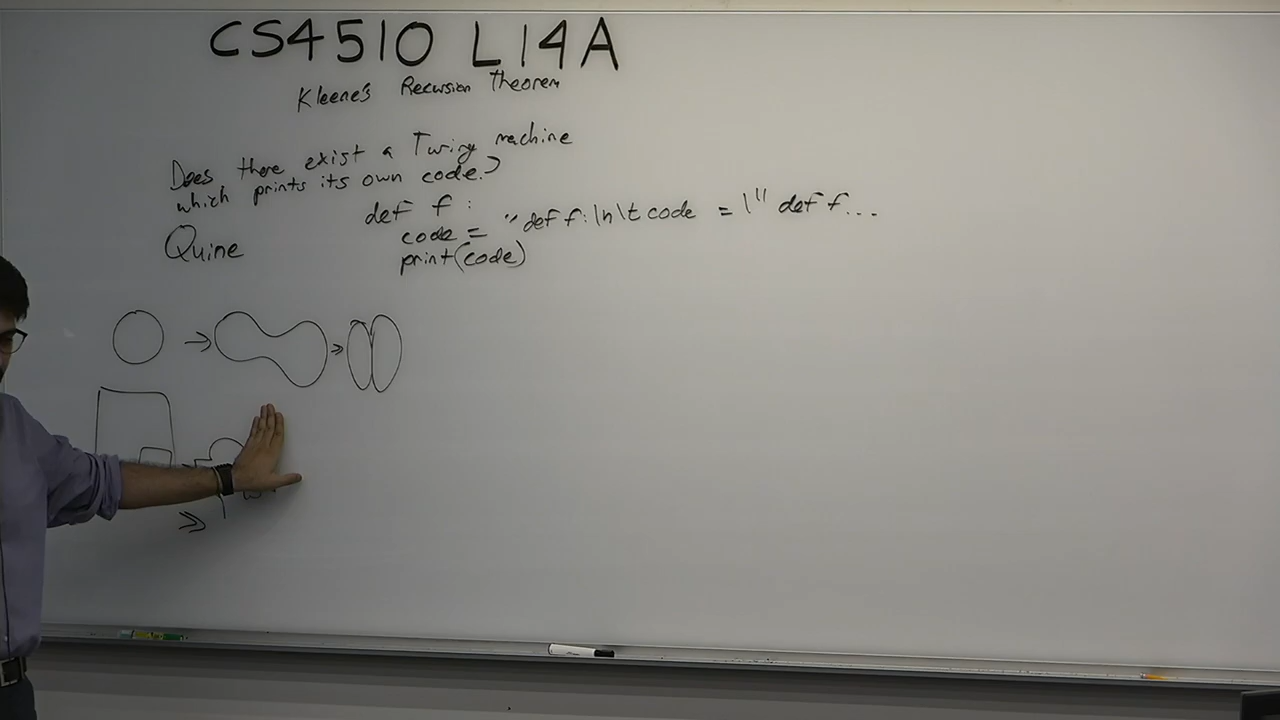 CS4510 L14A
Kleene's Recursion Theorem
Does there exist a Turing machine
which prints its own code?
def f:
code = "def f:\n\t code = \" def f...
print(code)
Quine